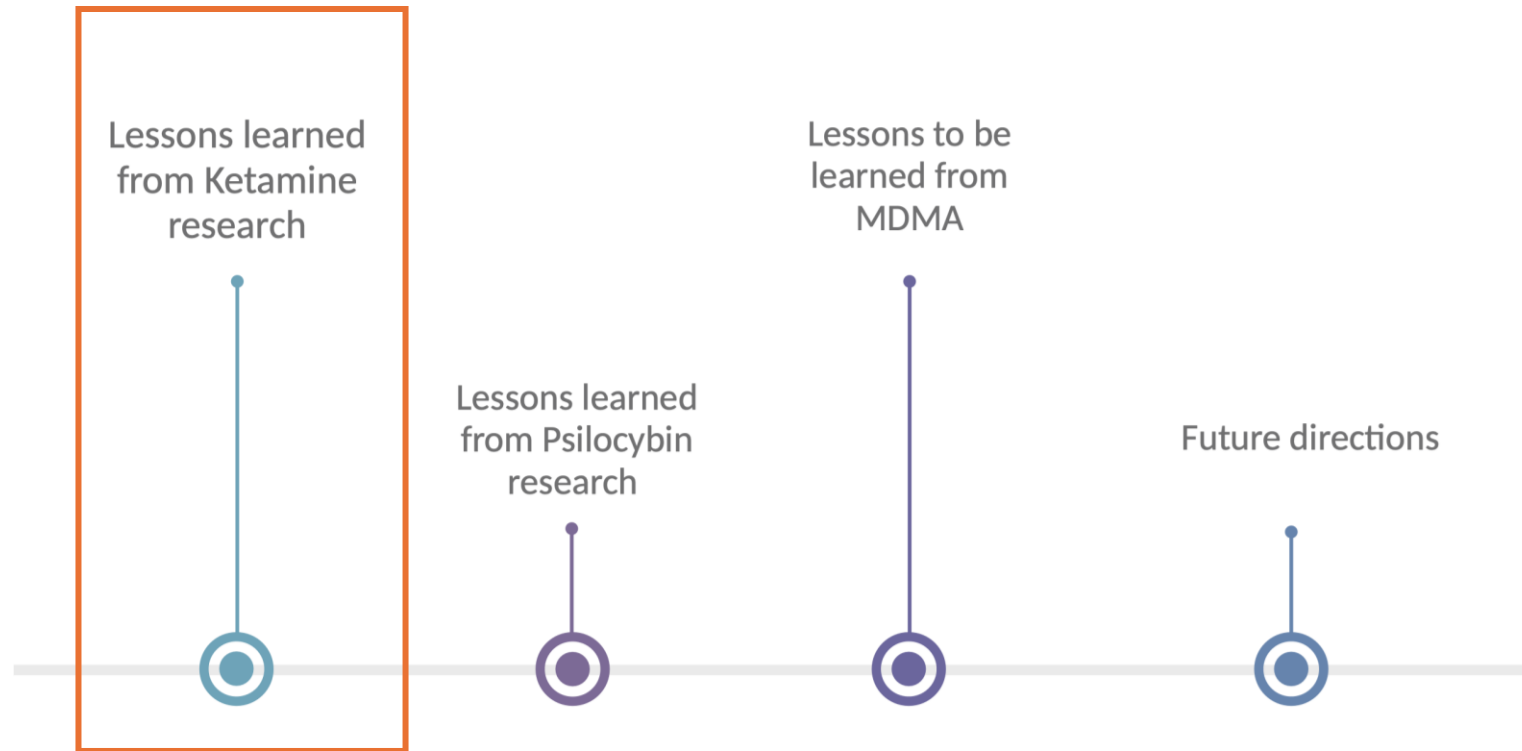 Lessons learned
from Ketamine
research
Lessons learned
from Psilocybin
research
Lessons to be
learned from
MDMA
Future directions